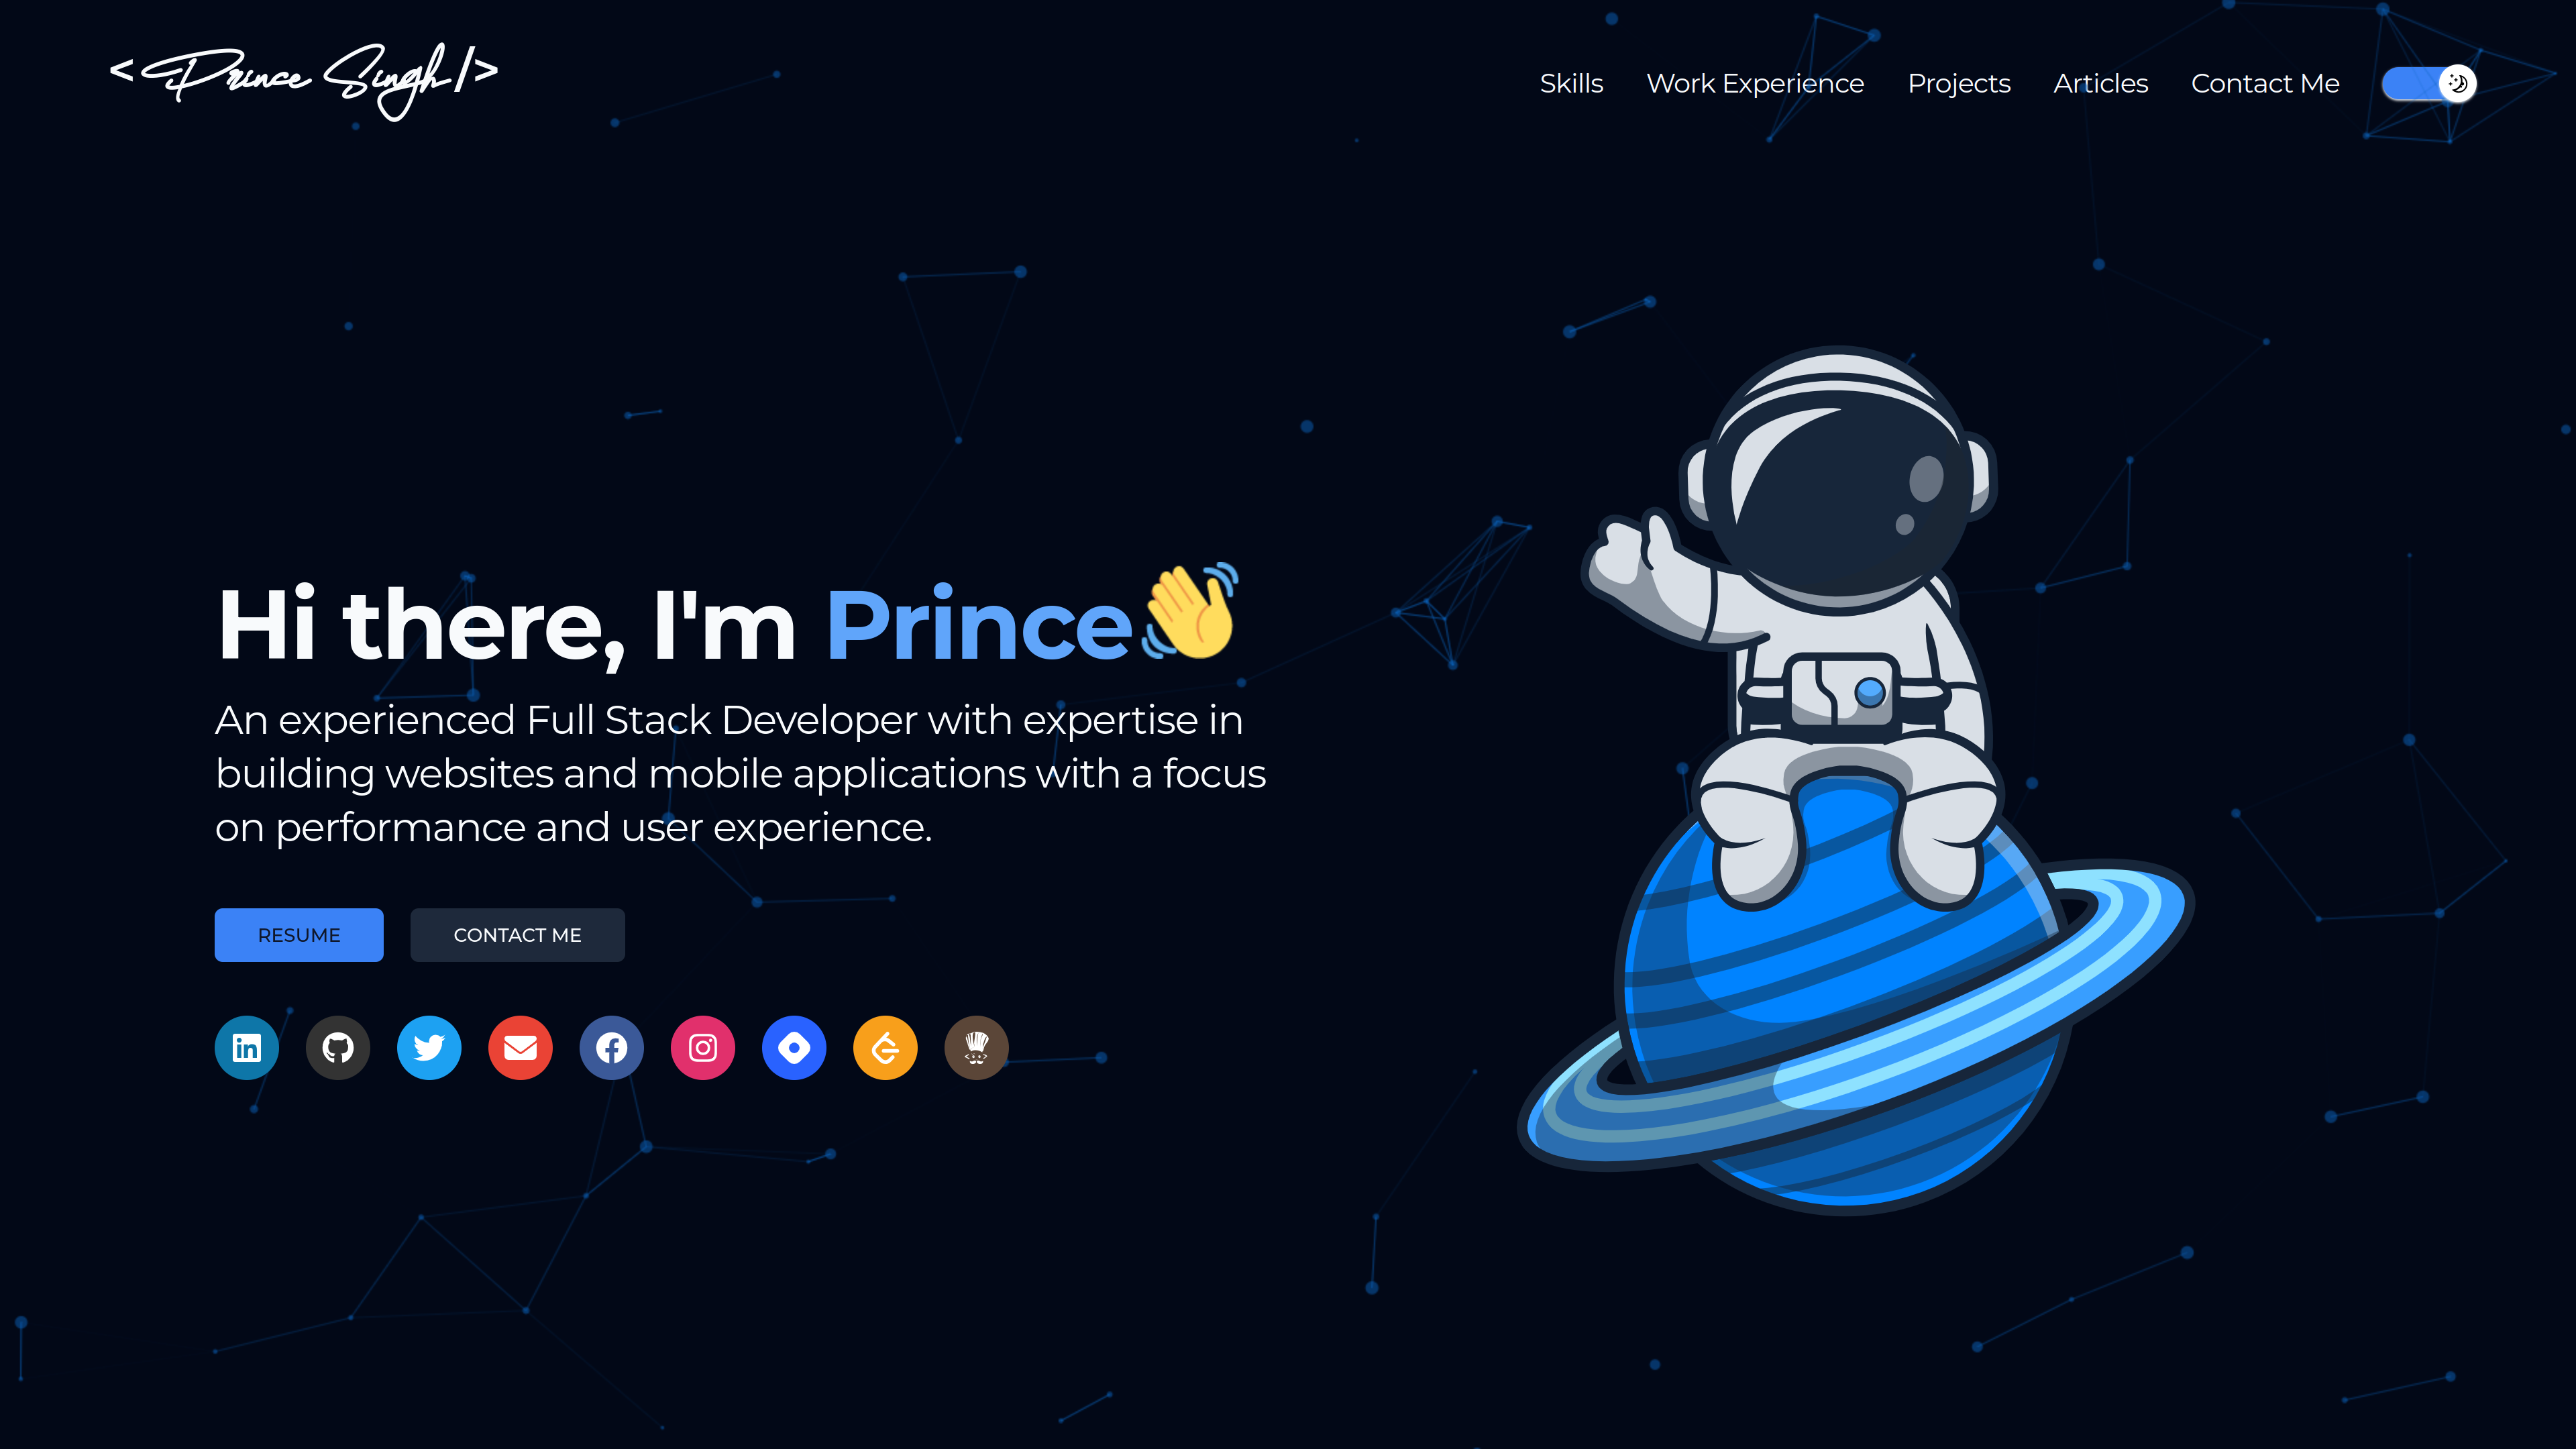 <Prince Singh/>
Skills Work Experience Projects Articles Contact Me
Hi there, I'm Prince👋
An experienced Full Stack Developer with expertise in
building websites and mobile applications with a focus
on performance and user experience.
RESUME CONTACT ME
in